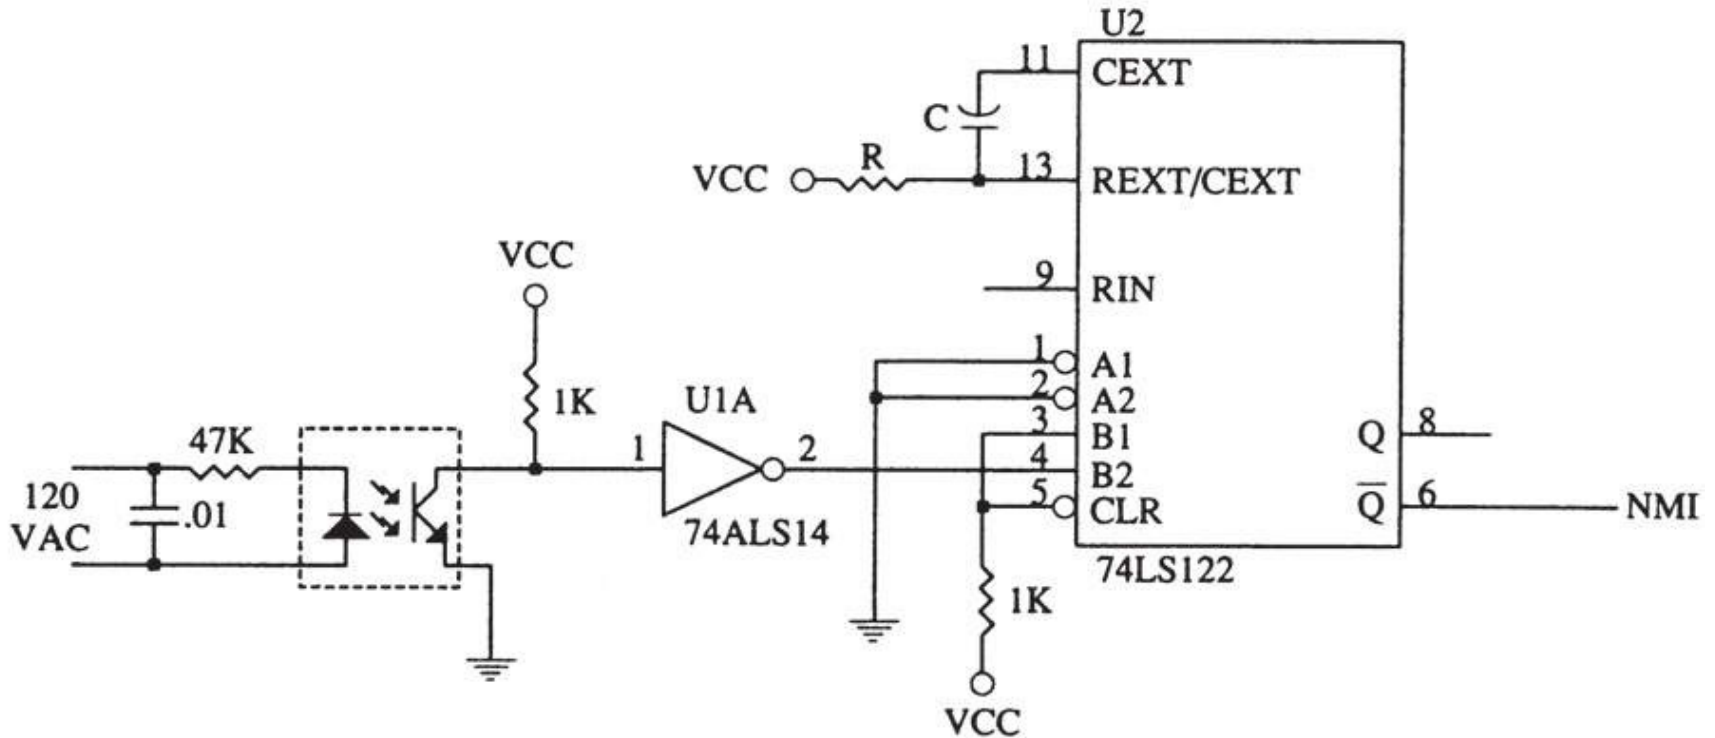 U2
11
CEXT
C
R
VCC
13
REXT/CEXT
VCC
9
RIN
1
A1
2
A2
1K
U1A
3
B1
Q
8
47K
1
2
4
B2
120
VAC
.01
5
CLR
Q̅
6
NMI
74ALS14
74LS122
1K
VCC